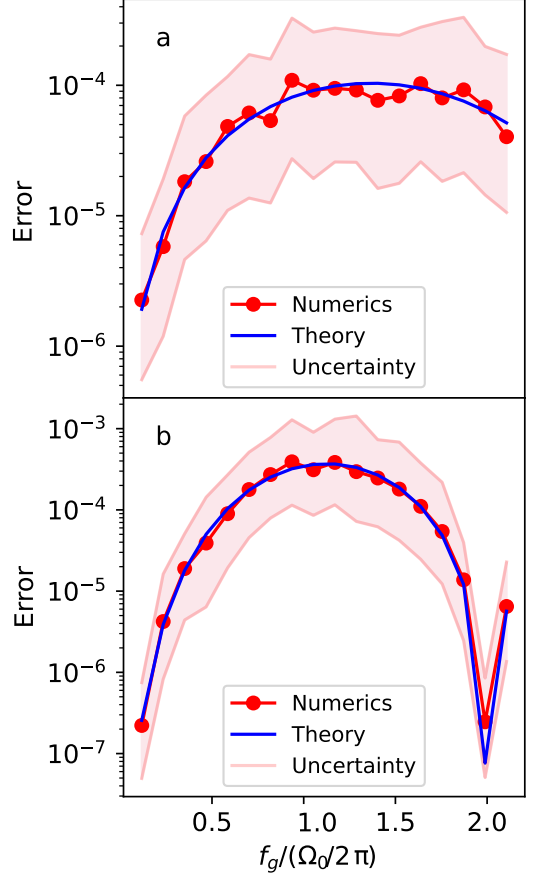 a
10⁻⁴
10⁻⁵
10⁻⁶
Error
Numerics
Theory
Uncertainty
b
10⁻³
10⁻⁴
10⁻⁵
10⁻⁶
10⁻⁷
Error
Numerics
Theory
Uncertainty
0.5 1.0 1.5 2.0
f_g/(Ω₀/2π)